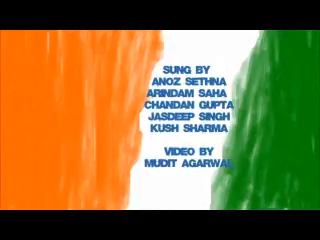 SUNG BY
ANOZ SETHNA
ARINDAM SAHA
CHANDAN GUPTA
JASDEEP SINGH
KUSH SHARMA
VIDEO BY
MUDIT AGARWAL